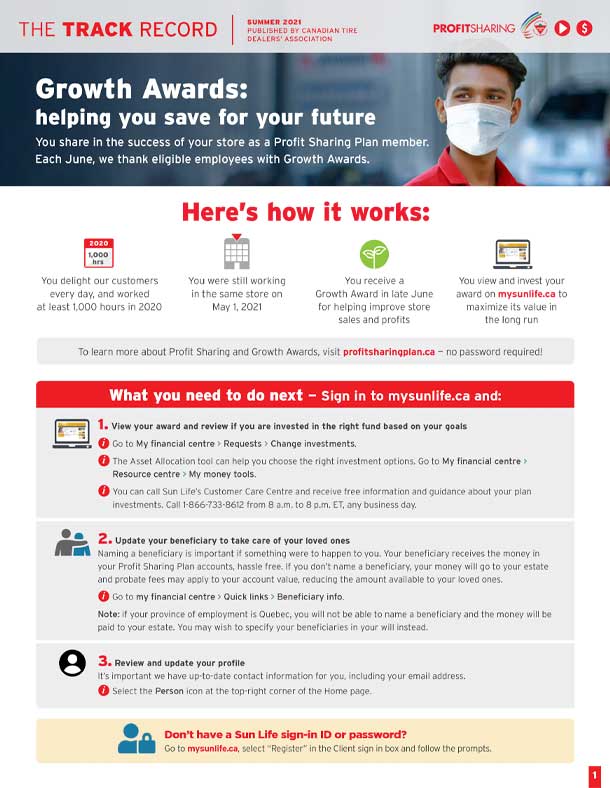 THE TRACK RECORD
SUMMER 2021
PUBLISHED BY CANADIAN TIRE
DEALERS' ASSOCIATION
PROFITSHARING
$
Growth Awards:
helping you save for your future
You share in the success of your store as a Profit Sharing Plan member.
Each June, we thank eligible employees with Growth Awards.
Here's how it works:
2020
1,000
hrs
You delight our customers
every day, and worked
at least 1,000 hours in 2020
You were still working
in the same store on
May 1, 2021
You receive a
Growth Award in late June
for helping improve store
sales and profits
You view and invest your
award on mysunlife.ca to
maximize its value in
the long run
To learn more about Profit Sharing and Growth Awards, visit profitsharingplan.ca – no password required!
What you need to do next – Sign in to mysunlife.ca and:
1. View your award and review if you are invested in the right fund based on your goals
i Go to My financial centre > Requests > Change investments.
i The Asset Allocation tool can help you choose the right investment options. Go to My financial centre >
Resource centre > My money tools.
i You can call Sun Life's Customer Care Centre and receive free information and guidance about your plan
investments. Call 1-866-733-8612 from 8 a.m. to 8 p.m. ET, any business day.
2. Update your beneficiary to take care of your loved ones
Naming a beneficiary is important if something were to happen to you. Your beneficiary receives the money in
your Profit Sharing Plan accounts, hassle free. If you don't name a beneficiary, your money will go to your estate
and probate fees may apply to your account value, reducing the amount available to your loved ones.
i Go to my financial centre > Quick links > Beneficiary info.
Note: if your province of employment is Quebec, you will not be able to name a beneficiary and the money will be
paid to your estate. You may wish to specify your beneficiaries in your will instead.
3. Review and update your profile
It's important we have up-to-date contact information for you, including your email address.
i Select the Person icon at the top-right corner of the Home page.
Don't have a Sun Life sign-in ID or password?
Go to mysunlife.ca, select "Register" in the Client sign in box and follow the prompts.
1